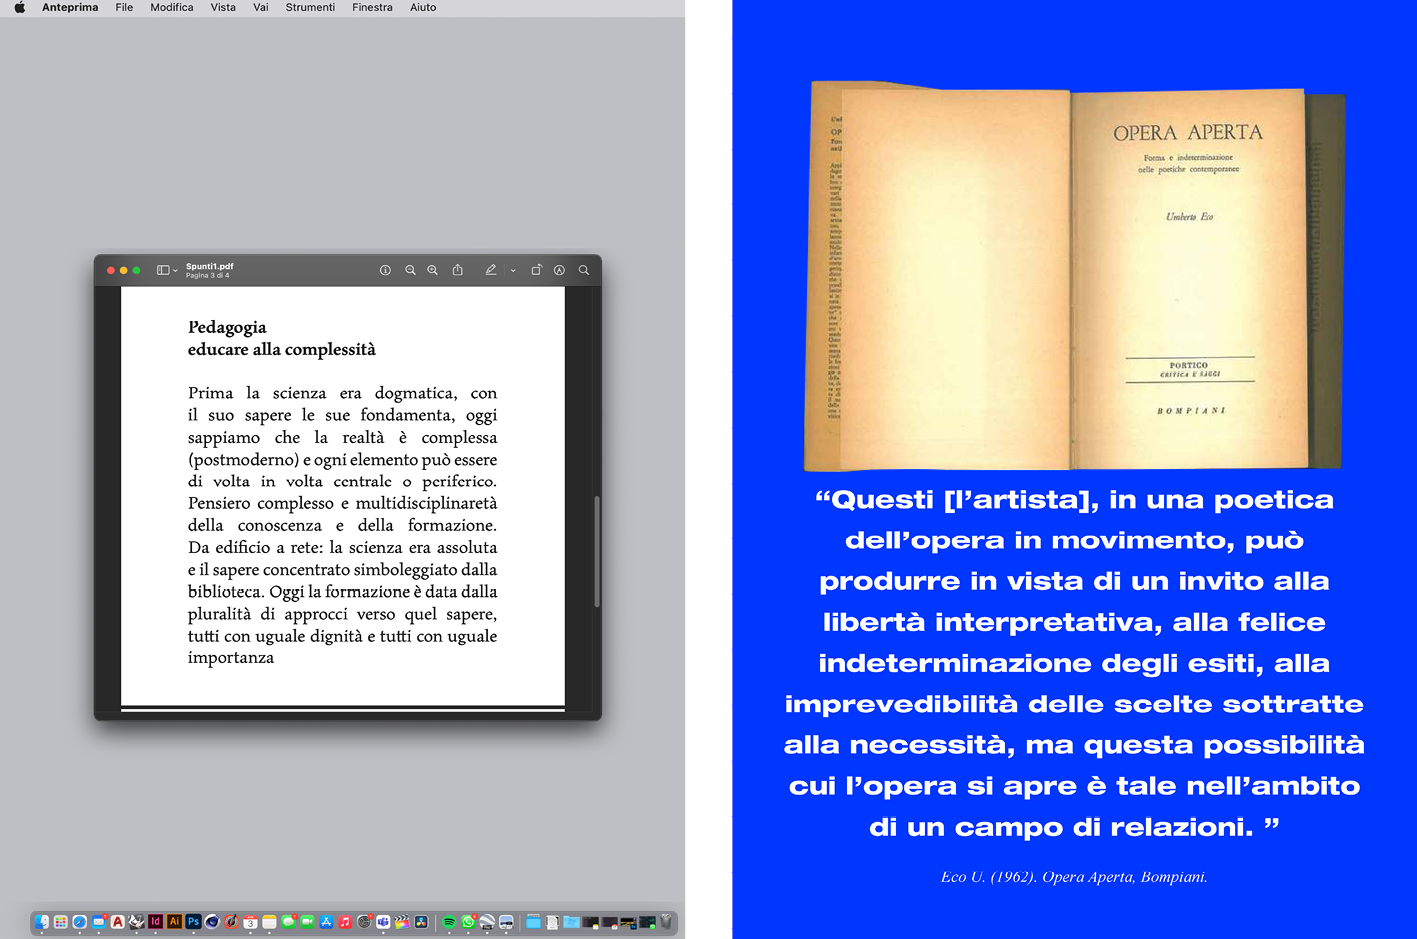 Anteprima File Modifica Vista Vai Strumenti Finestra Aiuto
Spunti1.pdf
Pagina 3 di 4
Pedagogia
educare alla complessità
Prima la scienza era dogmatica, con
il suo sapere le sue fondamenta, oggi
sappiamo che la realtà è complessa
(postmoderno) e ogni elemento può essere
di volta in volta centrale o periferico.
Pensiero complesso e multidisciplinaretà
della conoscenza e della formazione.
Da edificio a rete: la scienza era assoluta
e il sapere concentrato simboleggiato dalla
biblioteca. Oggi la formazione è data dalla
pluralità di approcci verso quel sapere,
tutti con uguale dignità e tutti con uguale
importanza
OPERA APERTA
Forma e indeterminazione
nelle poetiche contemporanee
Umberto Eco
PORTICO
CRITICA E SAGGI
BOMPIANI
“Questi [l’artista], in una poetica
dell’opera in movimento, può
produrre in vista di un invito alla
libertà interpretativa, alla felice
indeterminazione degli esiti, alla
imprevedibilità delle scelte sottratte
alla necessità, ma questa possibilità
cui l’opera si apre è tale nell’ambito
di un campo di relazioni. ”
Eco U. (1962). Opera Aperta, Bompiani.
Id Ai Ps 3